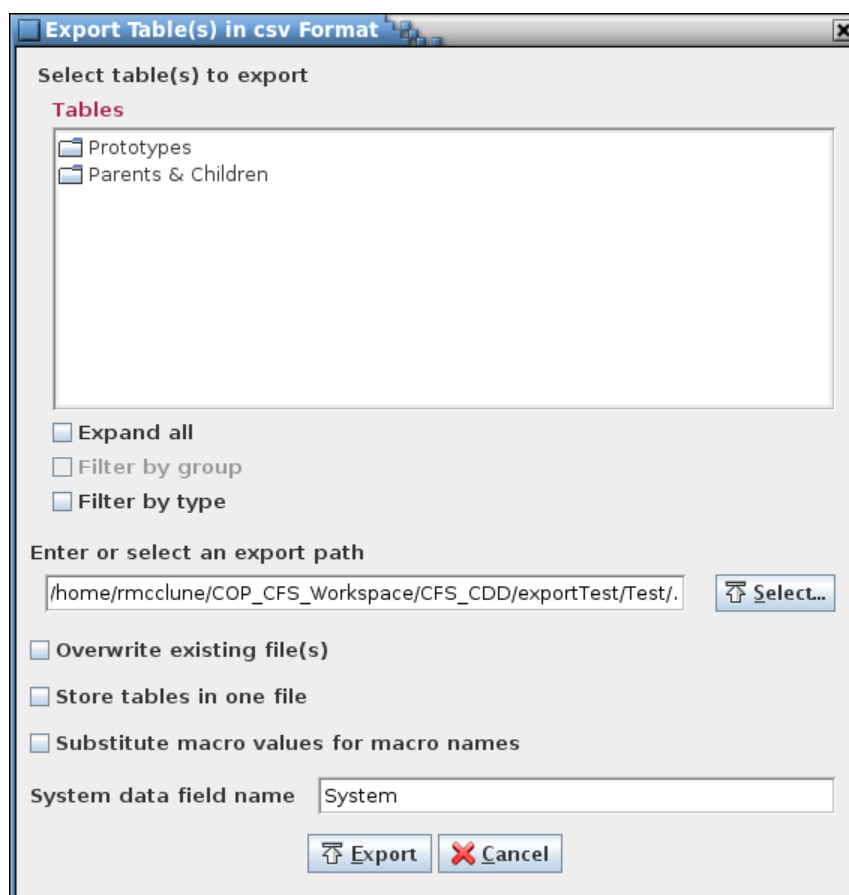 Export Table(s) in csv Format
Select table(s) to export
Tables
Prototypes
Parents & Children
Expand all
Filter by group
Filter by type
Enter or select an export path
/home/rmcclune/COP_CFS_Workspace/CFS_CDD/exportTest/Test/.
Select...
Overwrite existing file(s)
Store tables in one file
Substitute macro values for macro names
System data field name
System
Export
Cancel